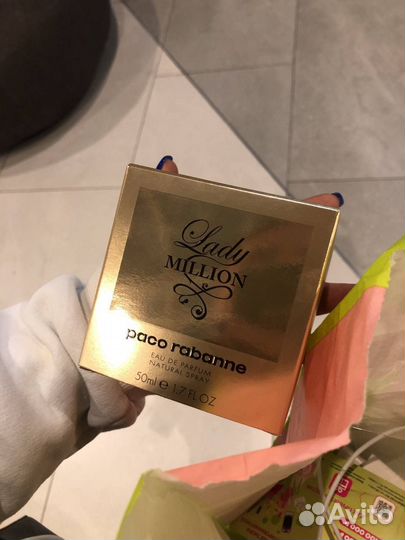 Lady
MILLION
paco rabanne
EAU DE PARFUM
NATURAL SPRAY
50ml e 1.7 FL OZ
Avito